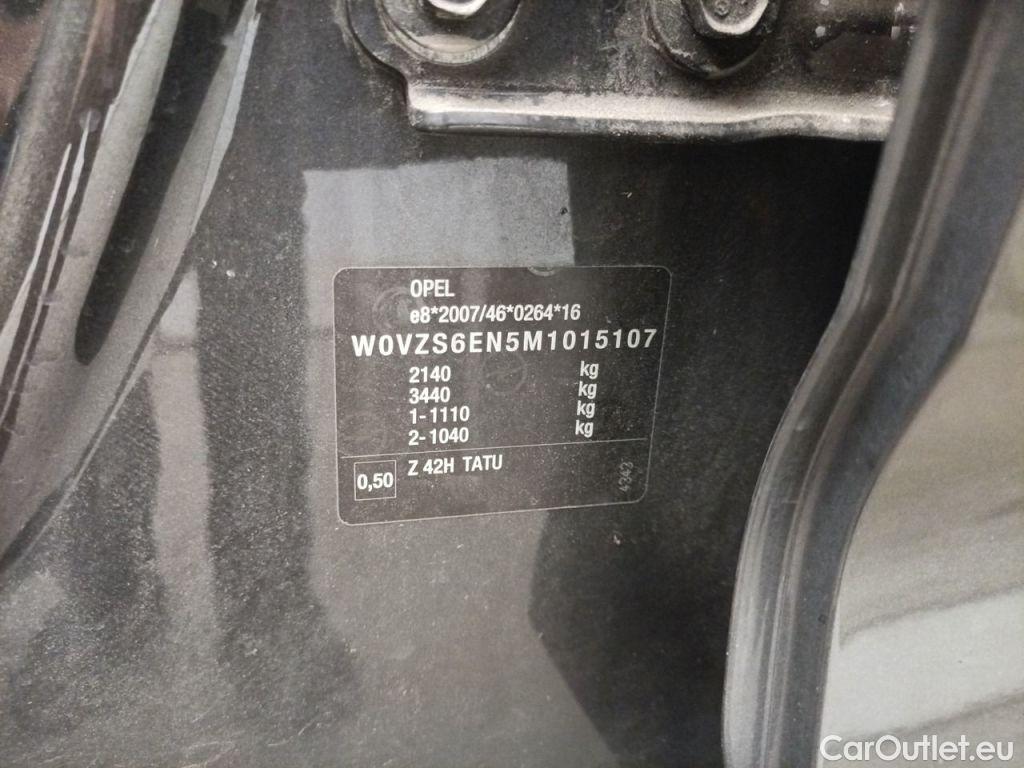 OPEL
e8*2007/46*0264*16
W0VZS6EN5M1015107
2140 kg
3440 kg
1-1110 kg
2-1040 kg
0,50 Z 42H TATU
4343
CarOutlet.eu